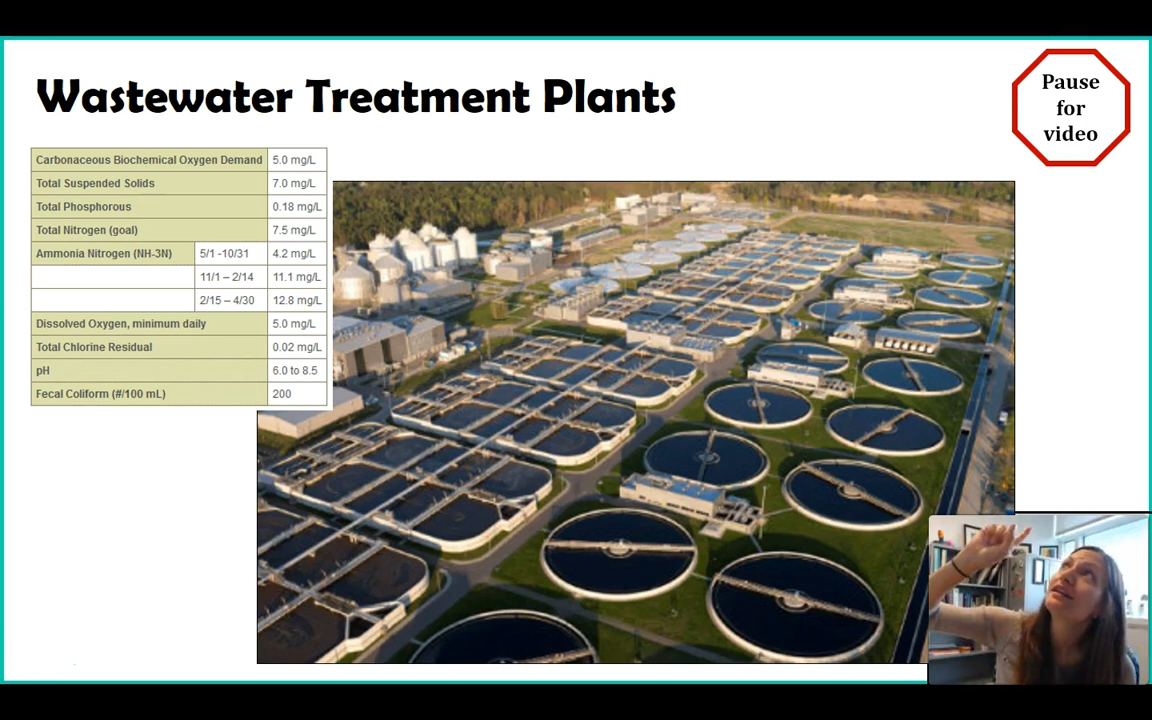 Wastewater Treatment Plants
Pause
for
video
Carbonaceous Biochemical Oxygen Demand 5.0 mg/L
Total Suspended Solids 7.0 mg/L
Total Phosphorous 0.18 mg/L
Total Nitrogen (goal) 7.5 mg/L
Ammonia Nitrogen (NH-3N) 5/1 -10/31 4.2 mg/L
11/1 – 2/14 11.1 mg/L
2/15 – 4/30 12.8 mg/L
Dissolved Oxygen, minimum daily 5.0 mg/L
Total Chlorine Residual 0.02 mg/L
pH 6.0 to 8.5
Fecal Coliform (#/100 mL) 200